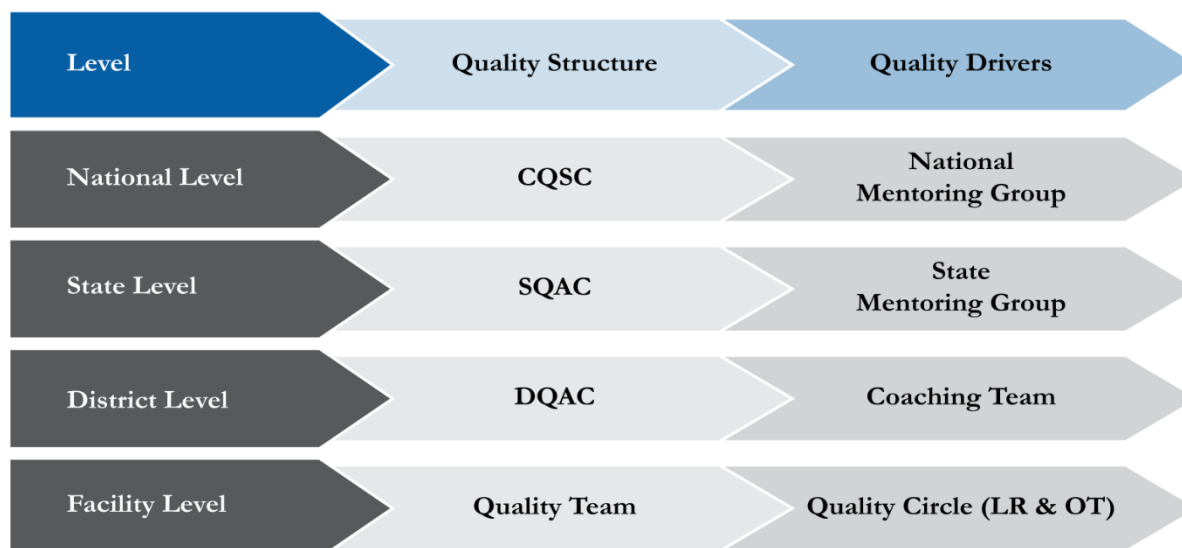 Level
Quality Structure
Quality Drivers
National Level
CQSC
National
Mentoring Group
State Level
SQAC
State
Mentoring Group
District Level
DQAC
Coaching Team
Facility Level
Quality Team
Quality Circle (LR & OT)